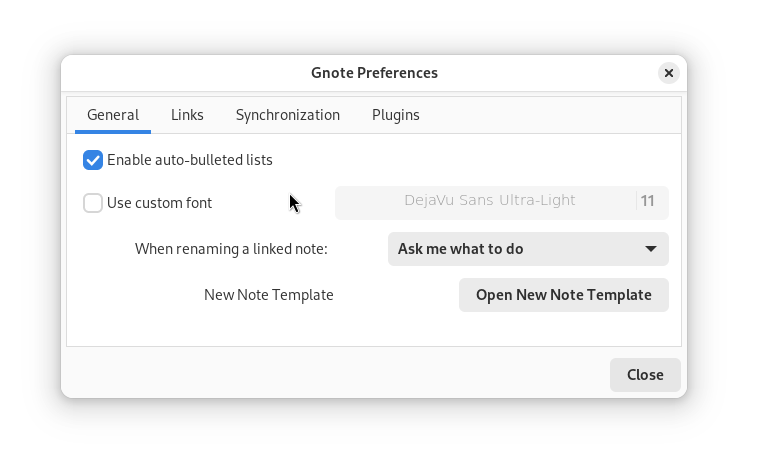 Gnote Preferences
General Links Synchronization Plugins
Enable auto-bulleted lists
Use custom font DejaVu Sans Ultra-Light 11
When renaming a linked note: Ask me what to do
New Note Template Open New Note Template
Close